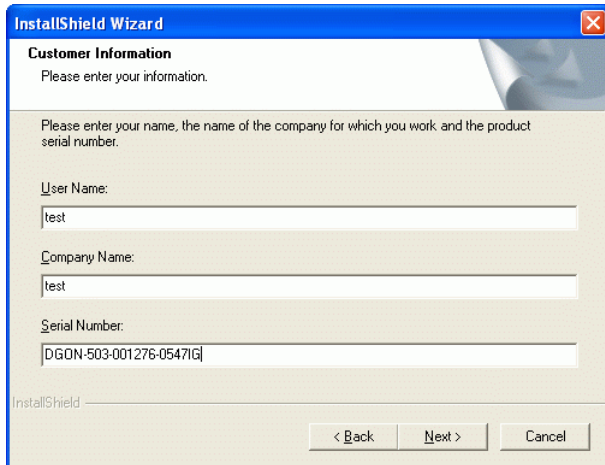 InstallShield Wizard
Customer Information
Please enter your information.
Please enter your name, the name of the company for which you work and the product
serial number.
User Name:
test
Company Name:
test
Serial Number:
DGON-503-001276-0547IG
InstallShield
< Back Next > Cancel